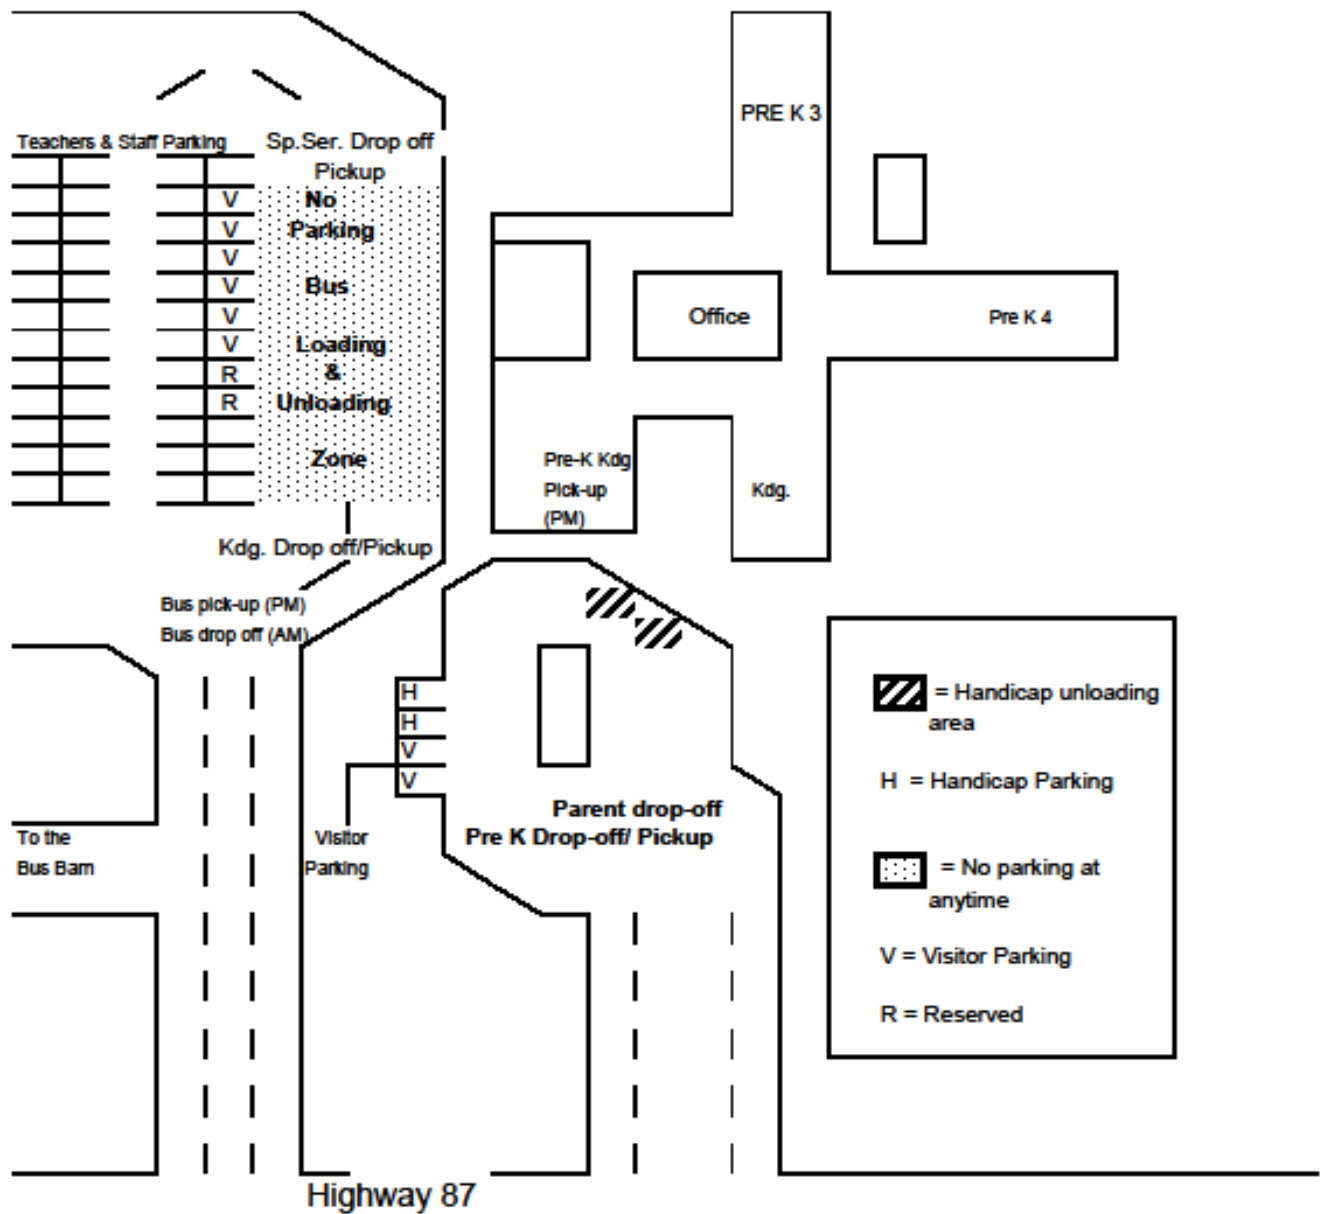 PRE K 3
Teachers & Staff Parking
Sp.Ser. Drop off
Pickup
V
No
V
Parking
V
V
Bus
V
V
Loading
R
&
R
Unloading
Zone
Office
Pre K 4
Pre-K Kdg
Pick-up
(PM)
Kdg.
Kdg. Drop off/Pickup
Bus pick-up (PM)
Bus drop off (AM)
H
H
V
V
Visitor
Parking
To the
Bus Barn
Parent drop-off
Pre K Drop-off/ Pickup
= Handicap unloading
area
H = Handicap Parking
= No parking at
anytime
V = Visitor Parking
R = Reserved
Highway 87